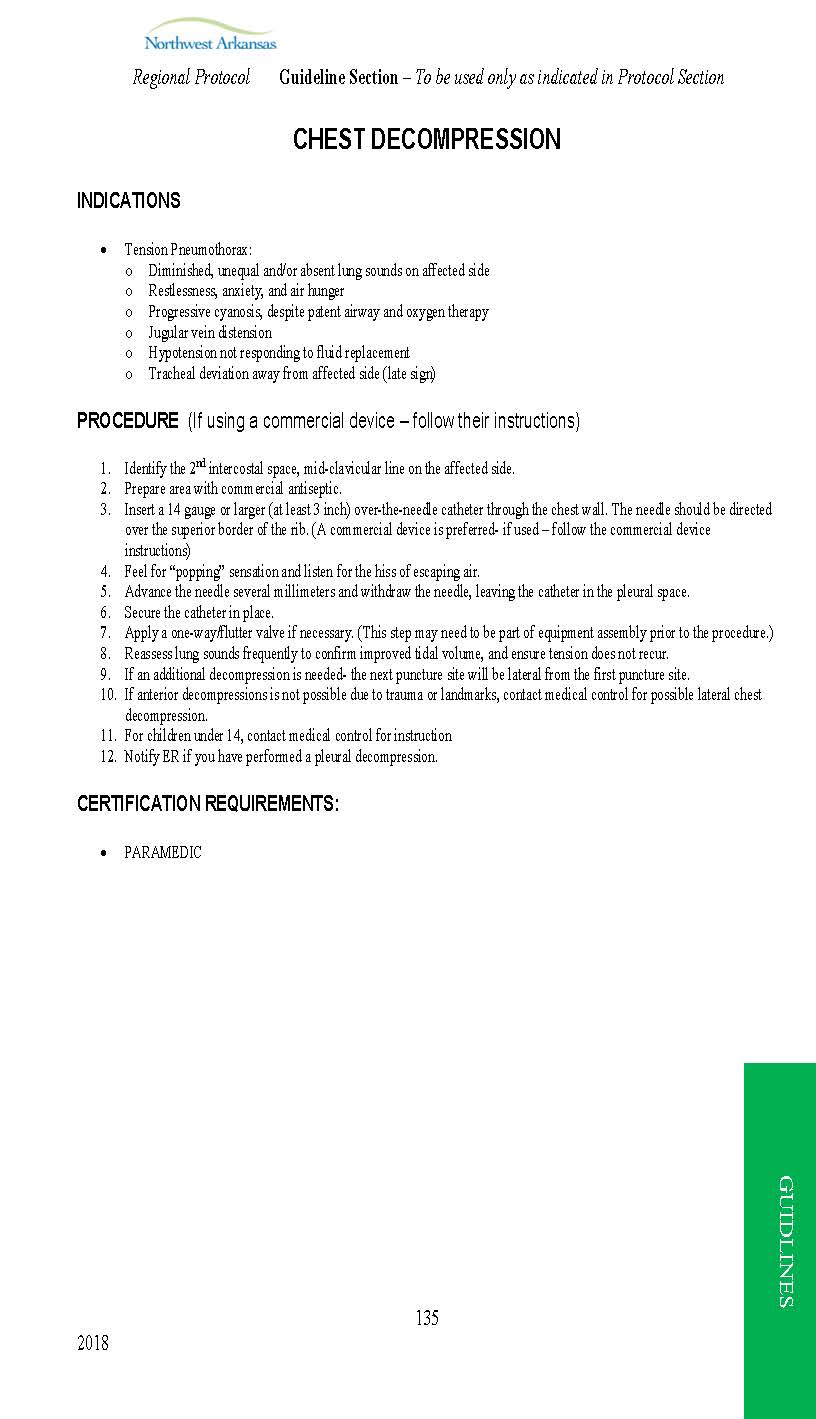 Northwest Arkansas
Regional Protocol Guideline Section – To be used only as indicated in Protocol Section
CHEST DECOMPRESSION
INDICATIONS
• Tension Pneumothorax:
o Diminished, unequal and/or absent lung sounds on affected side
o Restlessness, anxiety, and air hunger
o Progressive cyanosis, despite patent airway and oxygen therapy
o Jugular vein distension
o Hypotension not responding to fluid replacement
o Tracheal deviation away from affected side (late sign)
PROCEDURE (If using a commercial device – follow their instructions)
1. Identify the 2nd intercostal space, mid-clavicular line on the affected side.
2. Prepare area with commercial antiseptic.
3. Insert a 14 gauge or larger (at least 3 inch) over-the-needle catheter through the chest wall. The needle should be directed
over the superior border of the rib. (A commercial device is preferred- if used – follow the commercial device
instructions)
4. Feel for “popping” sensation and listen for the hiss of escaping air.
5. Advance the needle several millimeters and withdraw the needle, leaving the catheter in the pleural space.
6. Secure the catheter in place.
7. Apply a one-way/flutter valve if necessary. (This step may need to be part of equipment assembly prior to the procedure.)
8. Reassess lung sounds frequently to confirm improved tidal volume, and ensure tension does not recur.
9. If an additional decompression is needed- the next puncture site will be lateral from the first puncture site.
10. If anterior decompressions is not possible due to trauma or landmarks, contact medical control for possible lateral chest
decompression.
11. For children under 14, contact medical control for instruction
12. Notify ER if you have performed a pleural decompression.
CERTIFICATION REQUIREMENTS:
• PARAMEDIC
GUIDLINES
135
2018